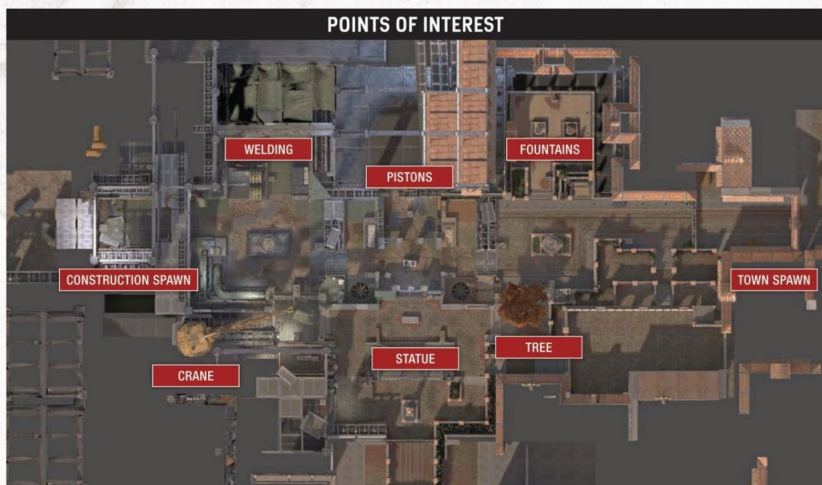 POINTS OF INTEREST
WELDING
FOUNTAINS
PISTONS
CONSTRUCTION SPAWN
TOWN SPAWN
TREE
STATUE
CRANE